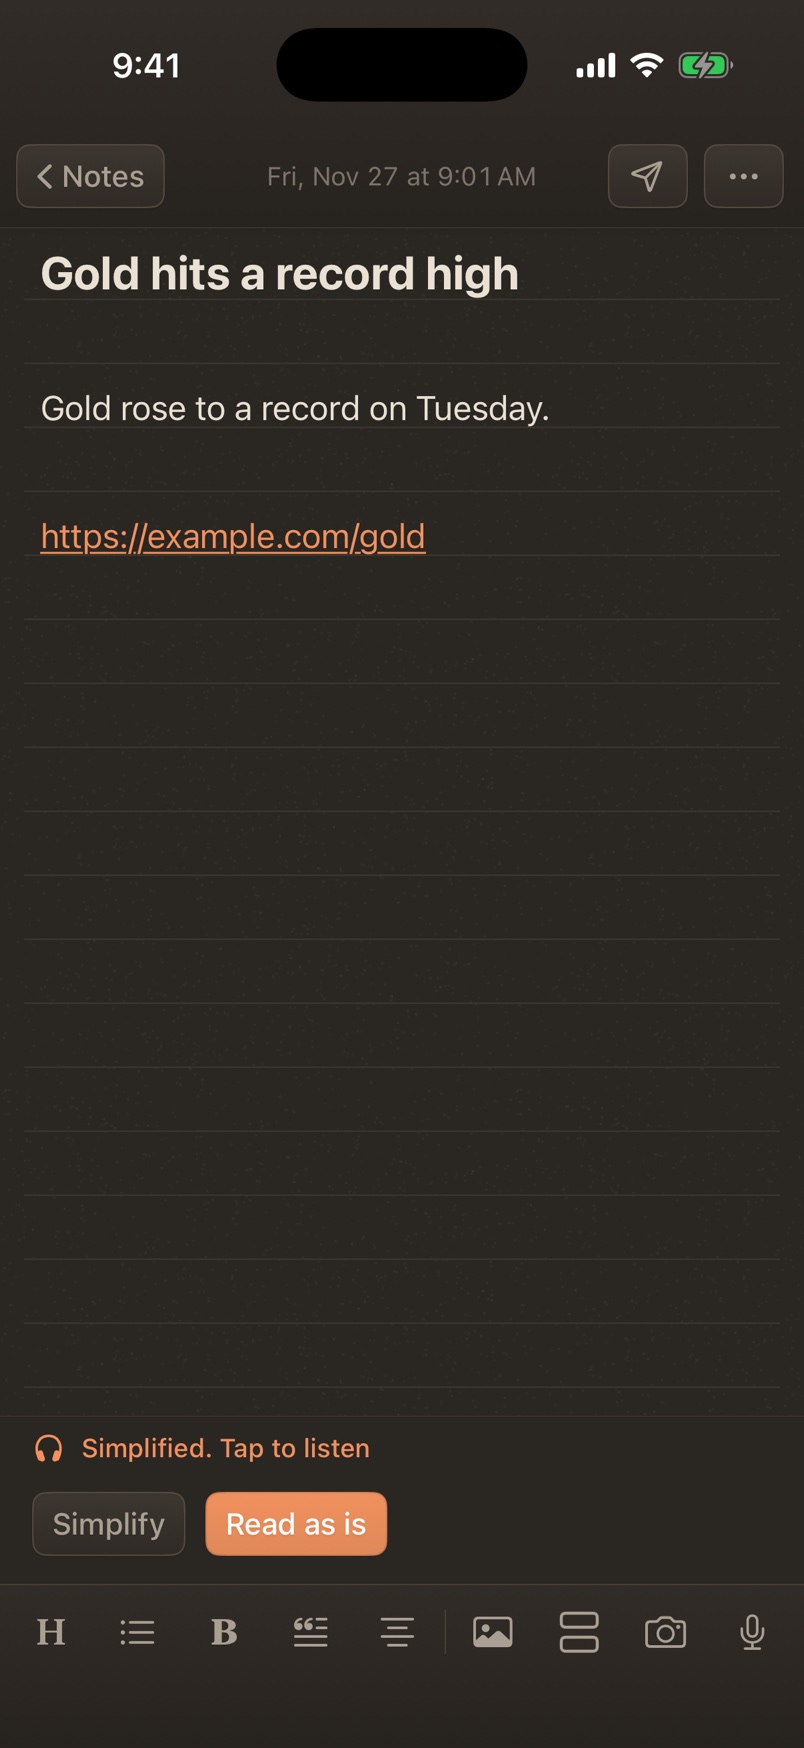 9:41
Notes
Fri, Nov 27 at 9:01 AM
Gold hits a record high
Gold rose to a record on Tuesday.
https://example.com/gold
Simplified. Tap to listen
Simplify
Read as is
H
B